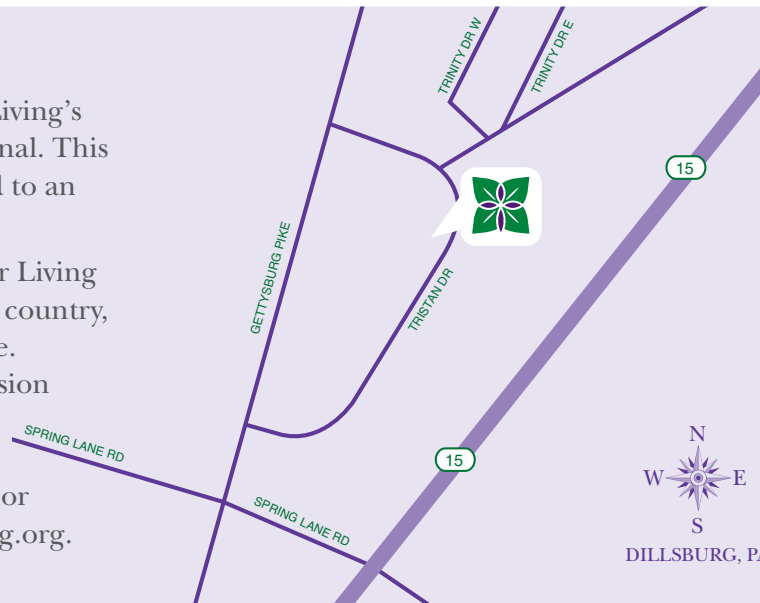 iving's
nal. This
to an
r Living
country,
e.
sion
or
g.org.
TRINITY DR W
TRINITY DR E
15
GETTYSBURG PIKE
TRISTAN DR
SPRING LANE RD
15
SPRING LANE RD
N
W E
S
DILLSBURG, PA